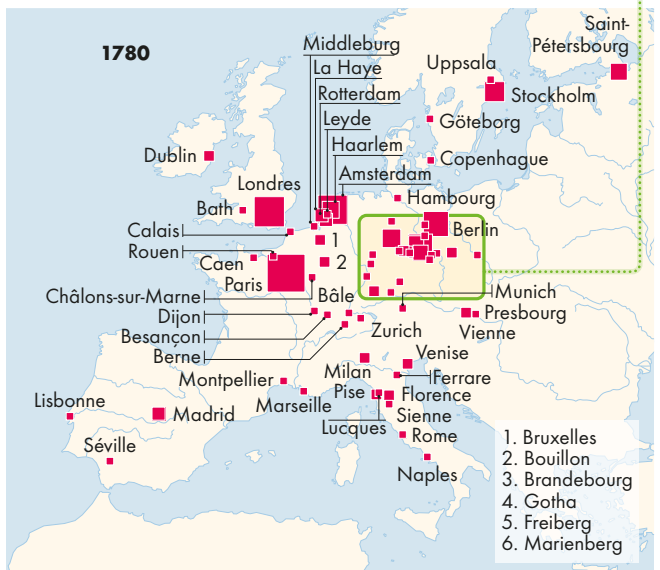 1780
Saint-
Pétersbourg
Middleburg
La Haye
Rotterdam
Leyde
Haarlem
Amsterdam
Uppsala
Stockholm
Göteborg
Copenhague
Dublin
Londres
Bath
Hambourg
Berlin
Calais
Rouen
Caen
Paris
1
2
Châlons-sur-Marne
Dijon
Besançon
Berne
Bâle
Zurich
Munich
Presbourg
Vienne
Milan
Venise
Ferrare
Montpellier
Marseille
Pise
Florence
Sienne
Lucques
Rome
Naples
Lisbonne
Madrid
Séville
1. Bruxelles
2. Bouillon
3. Brandebourg
4. Gotha
5. Freiberg
6. Marienberg